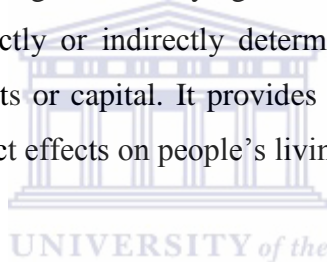 ctly or indirectly determ
ts or capital. It provides
ct effects on people's livin
UNIVERSITY of the